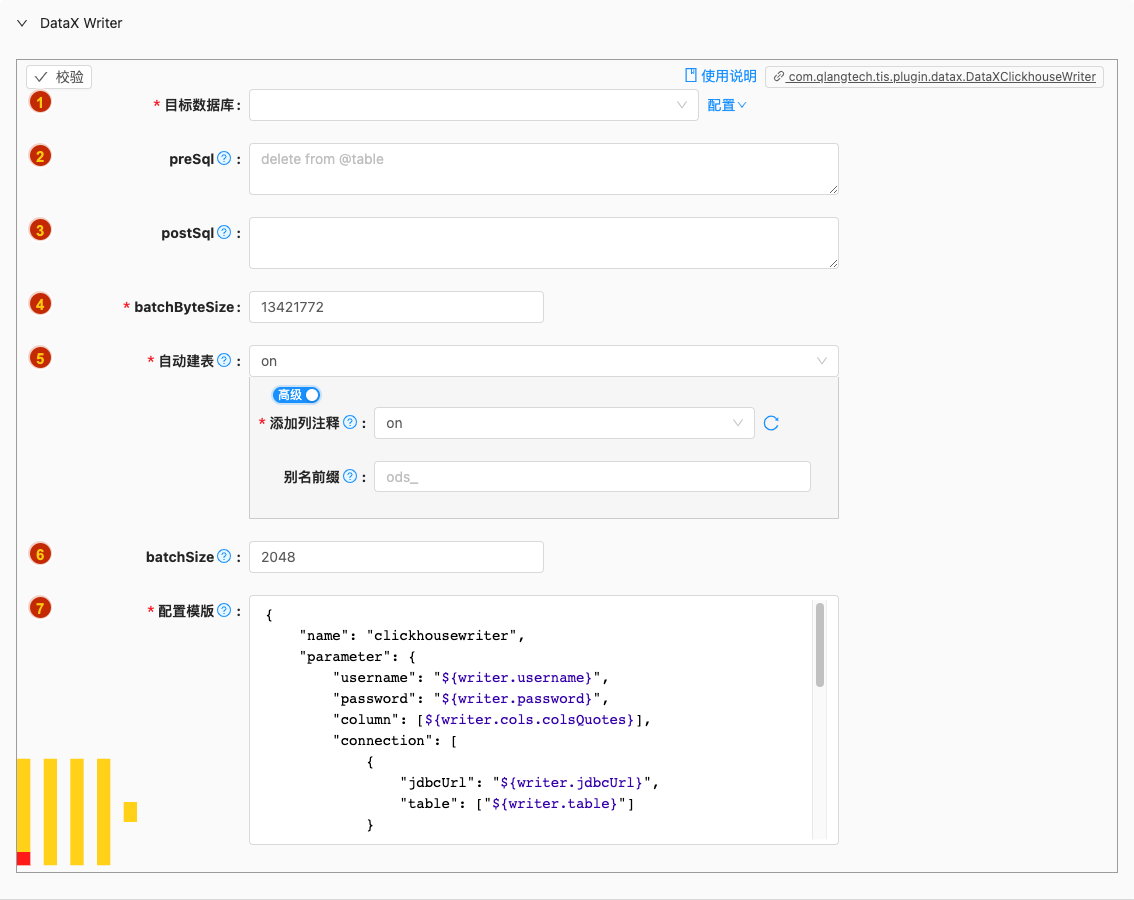 DataX Writer
校验
使用说明 com.qlangtech.tis.plugin.datax.DataXClickhouseWriter
1 * 目标数据库: 配置
2 preSql ? : delete from @table
3 postSql ? :
4 * batchByteSize: 13421772
5 * 自动建表 ? : on
高级
* 添加列注释 ? : on
别名前缀 ? : ods_
6 batchSize ? : 2048
7 * 配置模版 ? : {
"name": "clickhousewriter",
"parameter": {
"username": "${writer.username}",
"password": "${writer.password}",
"column": [${writer.cols.colsQuotes}],
"connection": [
{
"jdbcUrl": "${writer.jdbcUrl}",
"table": ["${writer.table}"]
}